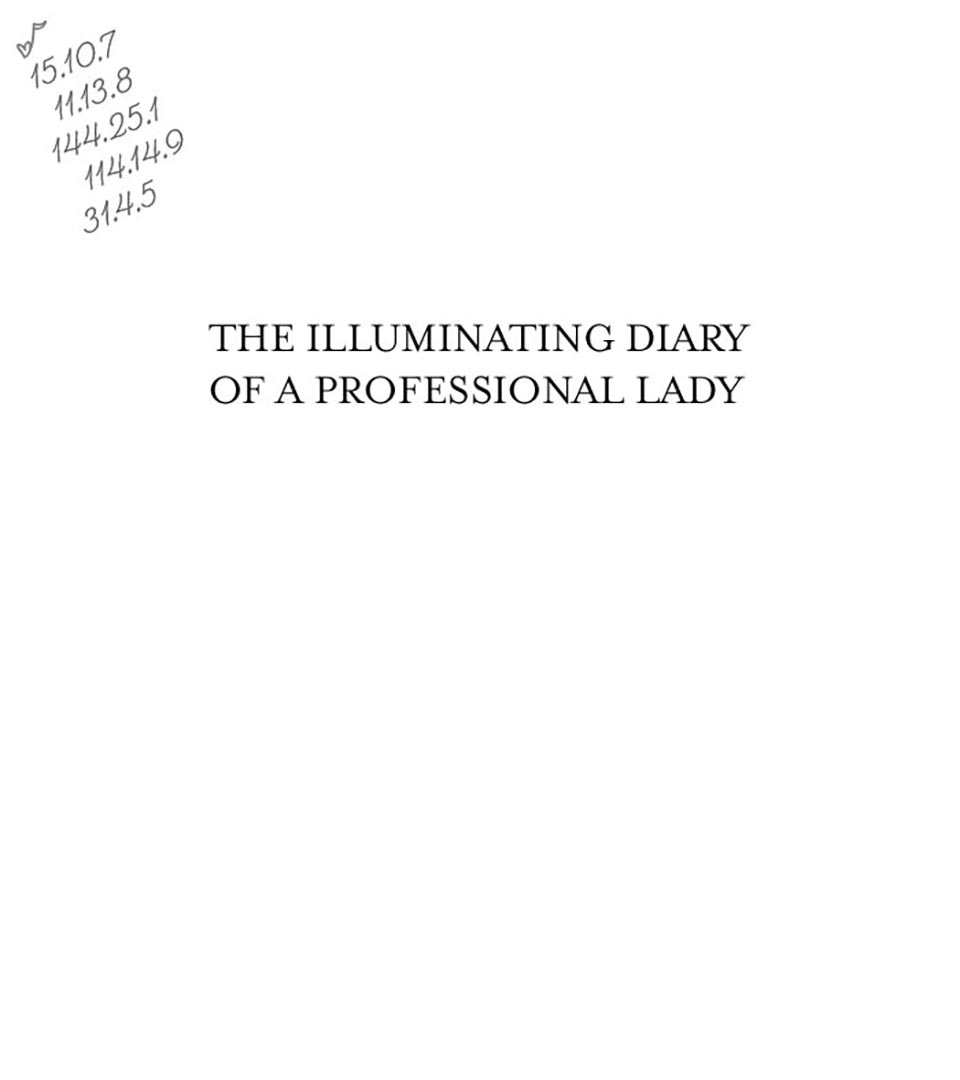 15.10.7
11.13.8
144.25.1
114.14.9
31.4.5
THE ILLUMINATING DIARY
OF A PROFESSIONAL LADY